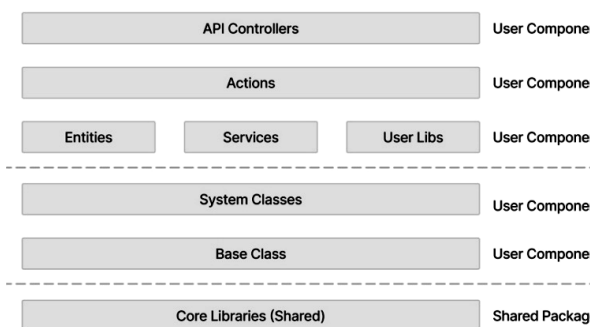 API Controllers User Compone
Actions User Compone
Entities Services User Libs User Compone
System Classes User Compone
Base Class User Compone
Core Libraries (Shared) Shared Packag